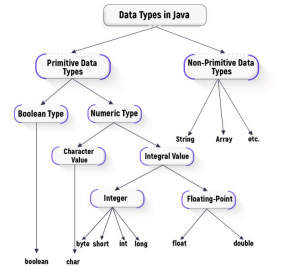 Data Types in Java
Primitive Data
Types
Non-Primitive Data
Types
Boolean Type
Numeric Type
String
Array
etc.
Character
Value
Integral Value
Integer
Floating-Point
byte
short
int
long
float
double
boolean
char